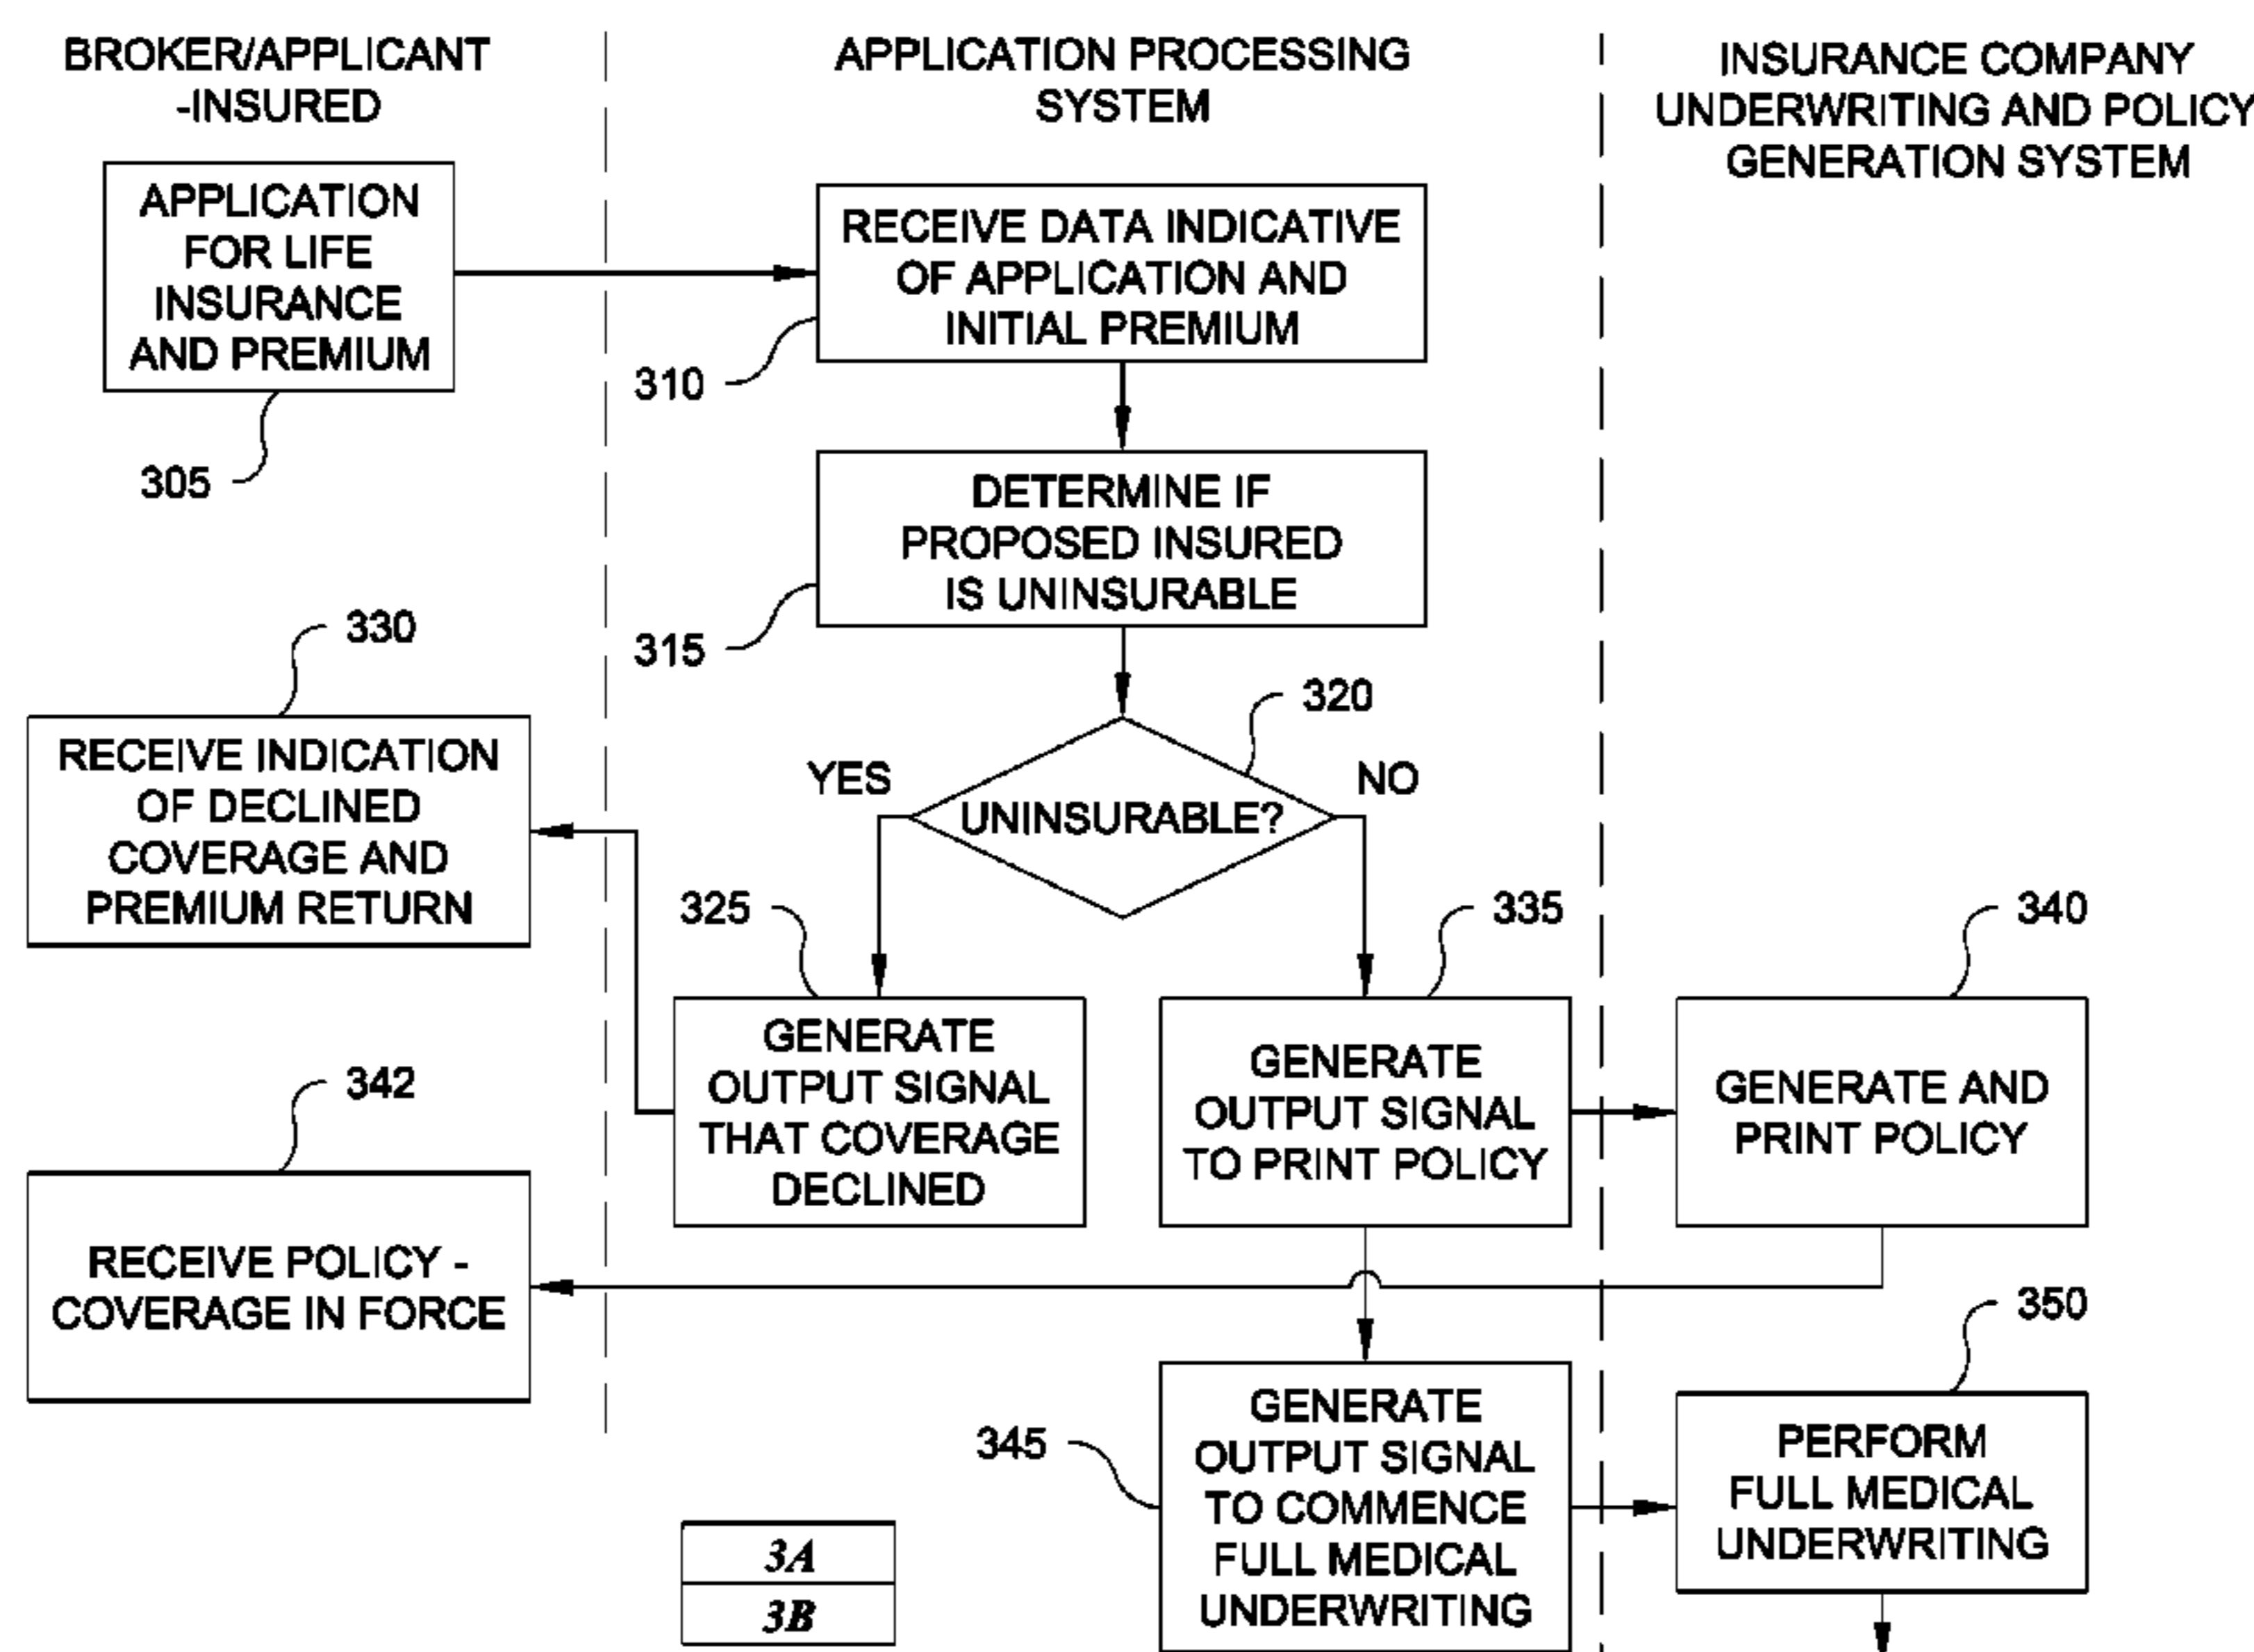 BROKER/APPLICANT
-INSURED
APPLICATION PROCESSING
SYSTEM
INSURANCE COMPANY
UNDERWRITING AND POLICY
GENERATION SYSTEM
APPLICATION
FOR LIFE
INSURANCE
AND PREMIUM
305
RECEIVE DATA INDICATIVE
OF APPLICATION AND
INITIAL PREMIUM
310
DETERMINE IF
PROPOSED INSURED
IS UNINSURABLE
315
320
YES
UNINSURABLE?
NO
330
RECEIVE INDICATION
OF DECLINED
COVERAGE AND
PREMIUM RETURN
325
GENERATE
OUTPUT SIGNAL
THAT COVERAGE
DECLINED
335
GENERATE
OUTPUT SIGNAL
TO PRINT POLICY
340
GENERATE AND
PRINT POLICY
342
RECEIVE POLICY -
COVERAGE IN FORCE
345
GENERATE
OUTPUT SIGNAL
TO COMMENCE
FULL MEDICAL
UNDERWRITING
350
PERFORM
FULL MEDICAL
UNDERWRITING
3A
3B